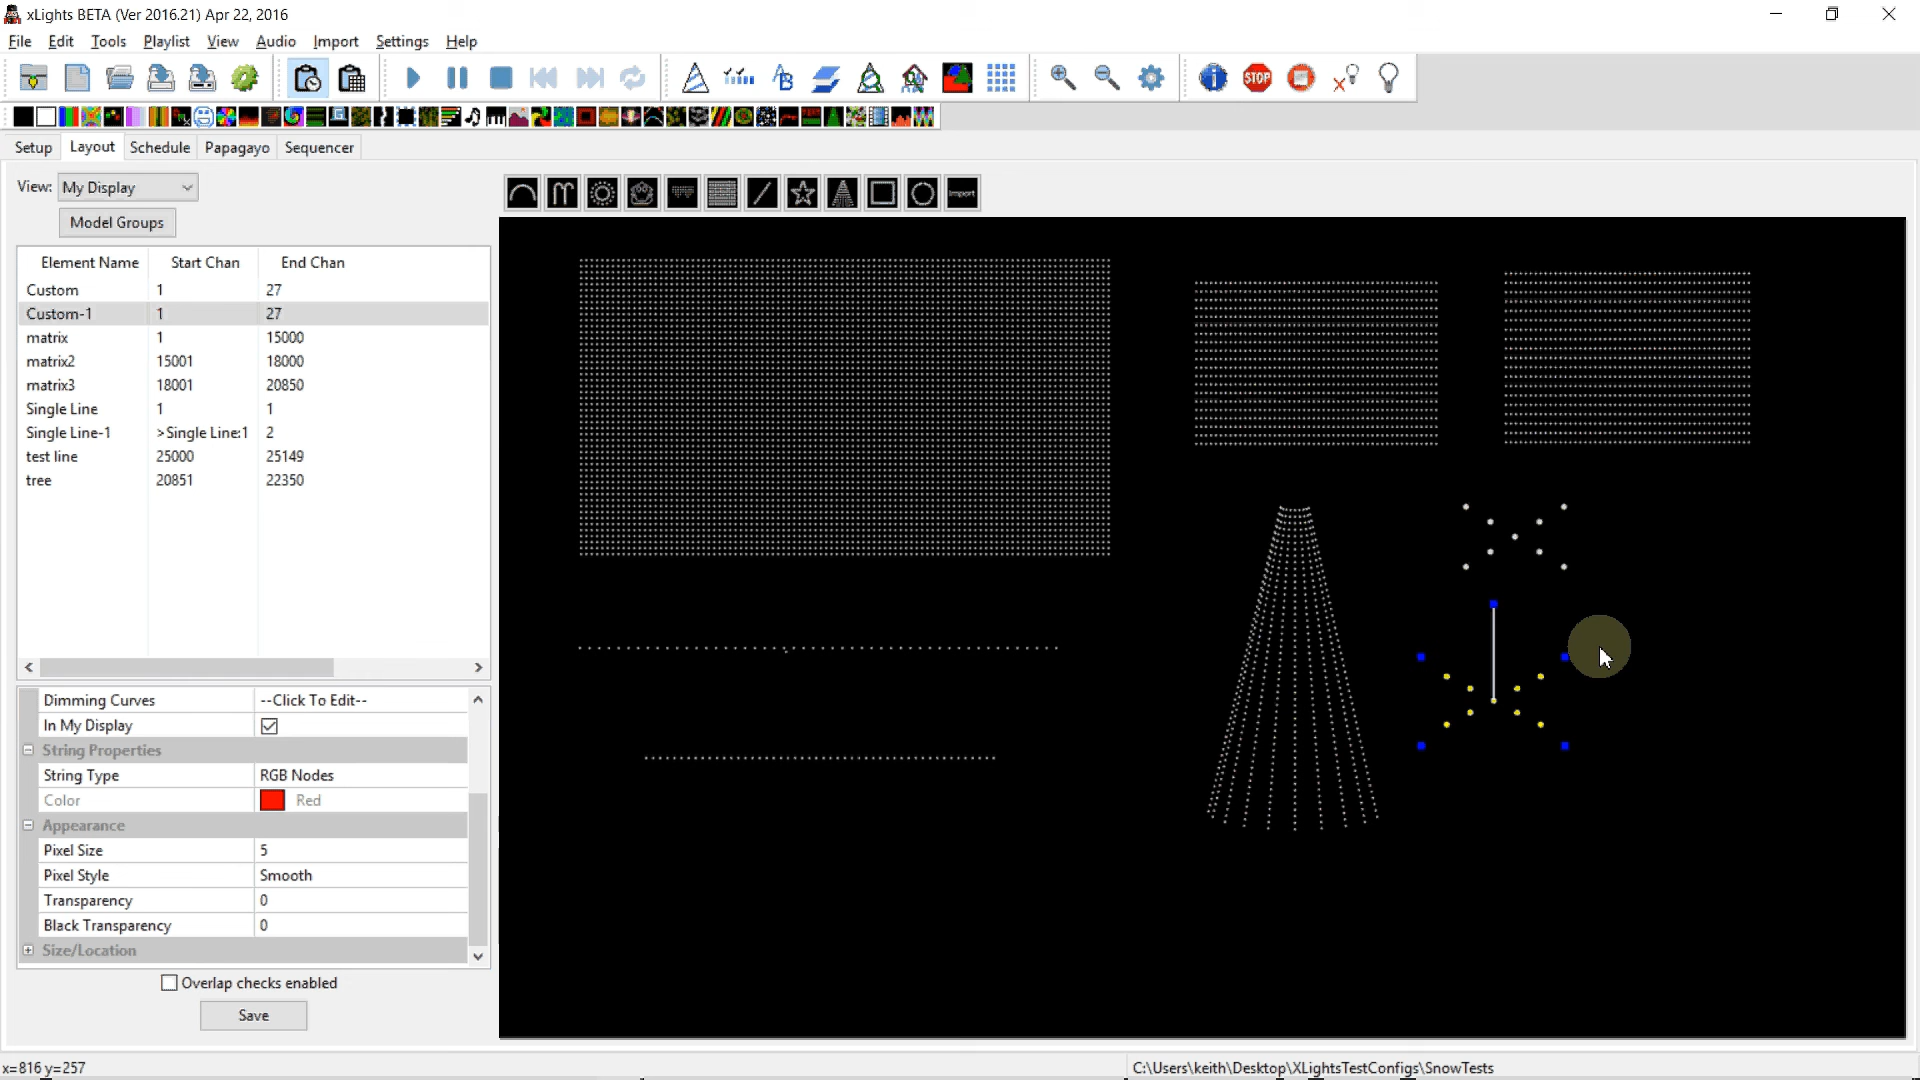 xLights BETA (Ver 2016.21) Apr 22, 2016
File Edit Tools Playlist View Audio Import Settings Help
STOP
Setup Layout Schedule Papagayo Sequencer
View: My Display
Import
Model Groups
Element Name Start Chan End Chan
Custom 1 27
Custom-1 1 27
matrix 1 15000
matrix2 15001 18000
matrix3 18001 20850
Single Line 1 1
Single Line-1 >Single Line:1 2
test line 25000 25149
tree 20851 22350
Dimming Curves --Click To Edit--
In My Display
String Properties
String Type RGB Nodes
Color Red
Appearance
Pixel Size 5
Pixel Style Smooth
Transparency 0
Black Transparency 0
Size/Location
Overlap checks enabled
Save
x=816 y=257 C:\Users\keith\Desktop\XLightsTestConfigs\SnowTests